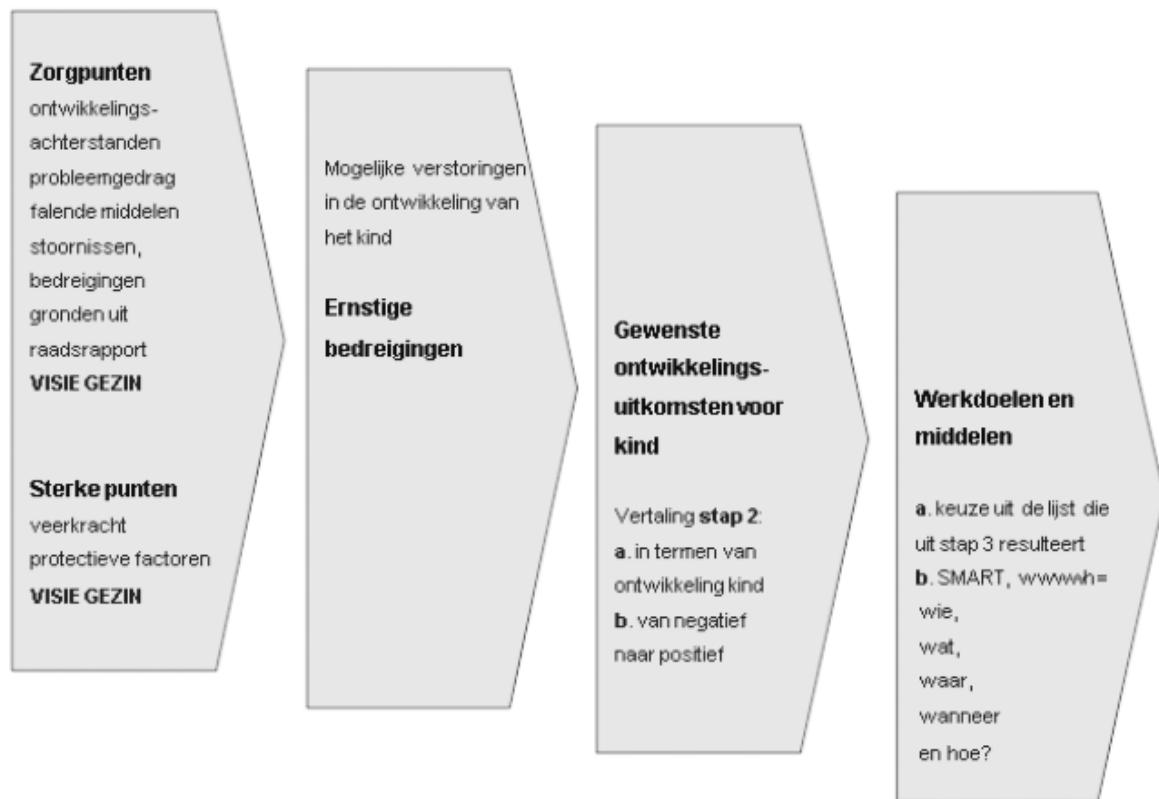 Zorgpunten
ontwikkelings-
achterstanden
probleemgedrag
falende middelen
stoornissen,
bedreigingen
gronden uit
raadsrapport
VISIE GEZIN
Sterke punten
veerkracht
protectieve factoren
VISIE GEZIN
Mogelijke verstoringen
in de ontwikkeling van
het kind
Ernstige
bedreigingen
Gewenste
ontwikkelings-
uitkomsten voor
kind
Vertaling stap 2:
a. in termen van
ontwikkeling kind
b. van negatief
naar positief
Werkdoelen en
middelen
a. keuze uit de lijst die
uit stap 3 resulteert
b. SMART, wwwwh=
wie,
wat,
waar,
wanneer
en hoe?